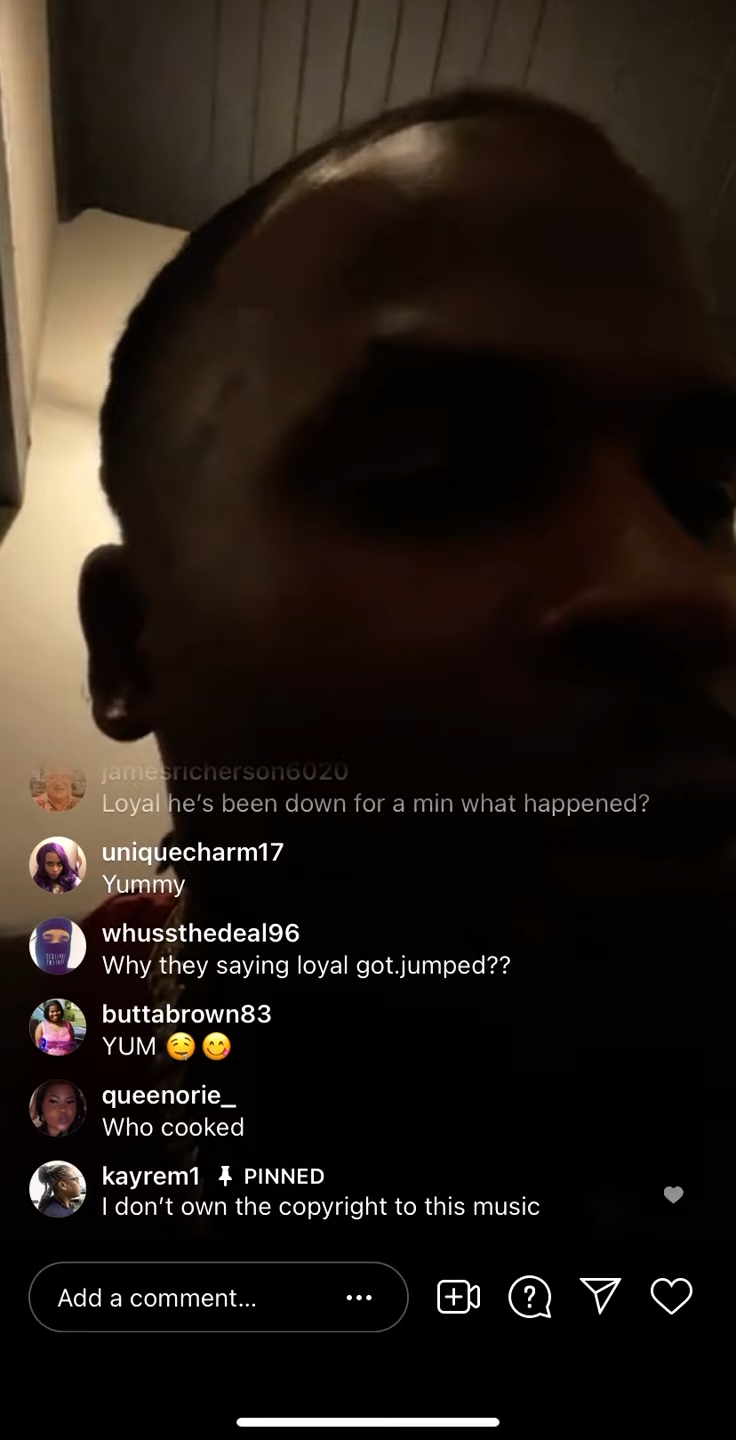 jamesricherson6020
Loyal he's been down for a min what happened?
uniquecharm17
Yummy
whussthedeal96
Why they saying loyal got.jumped??
buttabrown83
YUM 🤤 😋
queenorie_
Who cooked
kayrem1 PINNED
I don't own the copyright to this music
Add a comment...